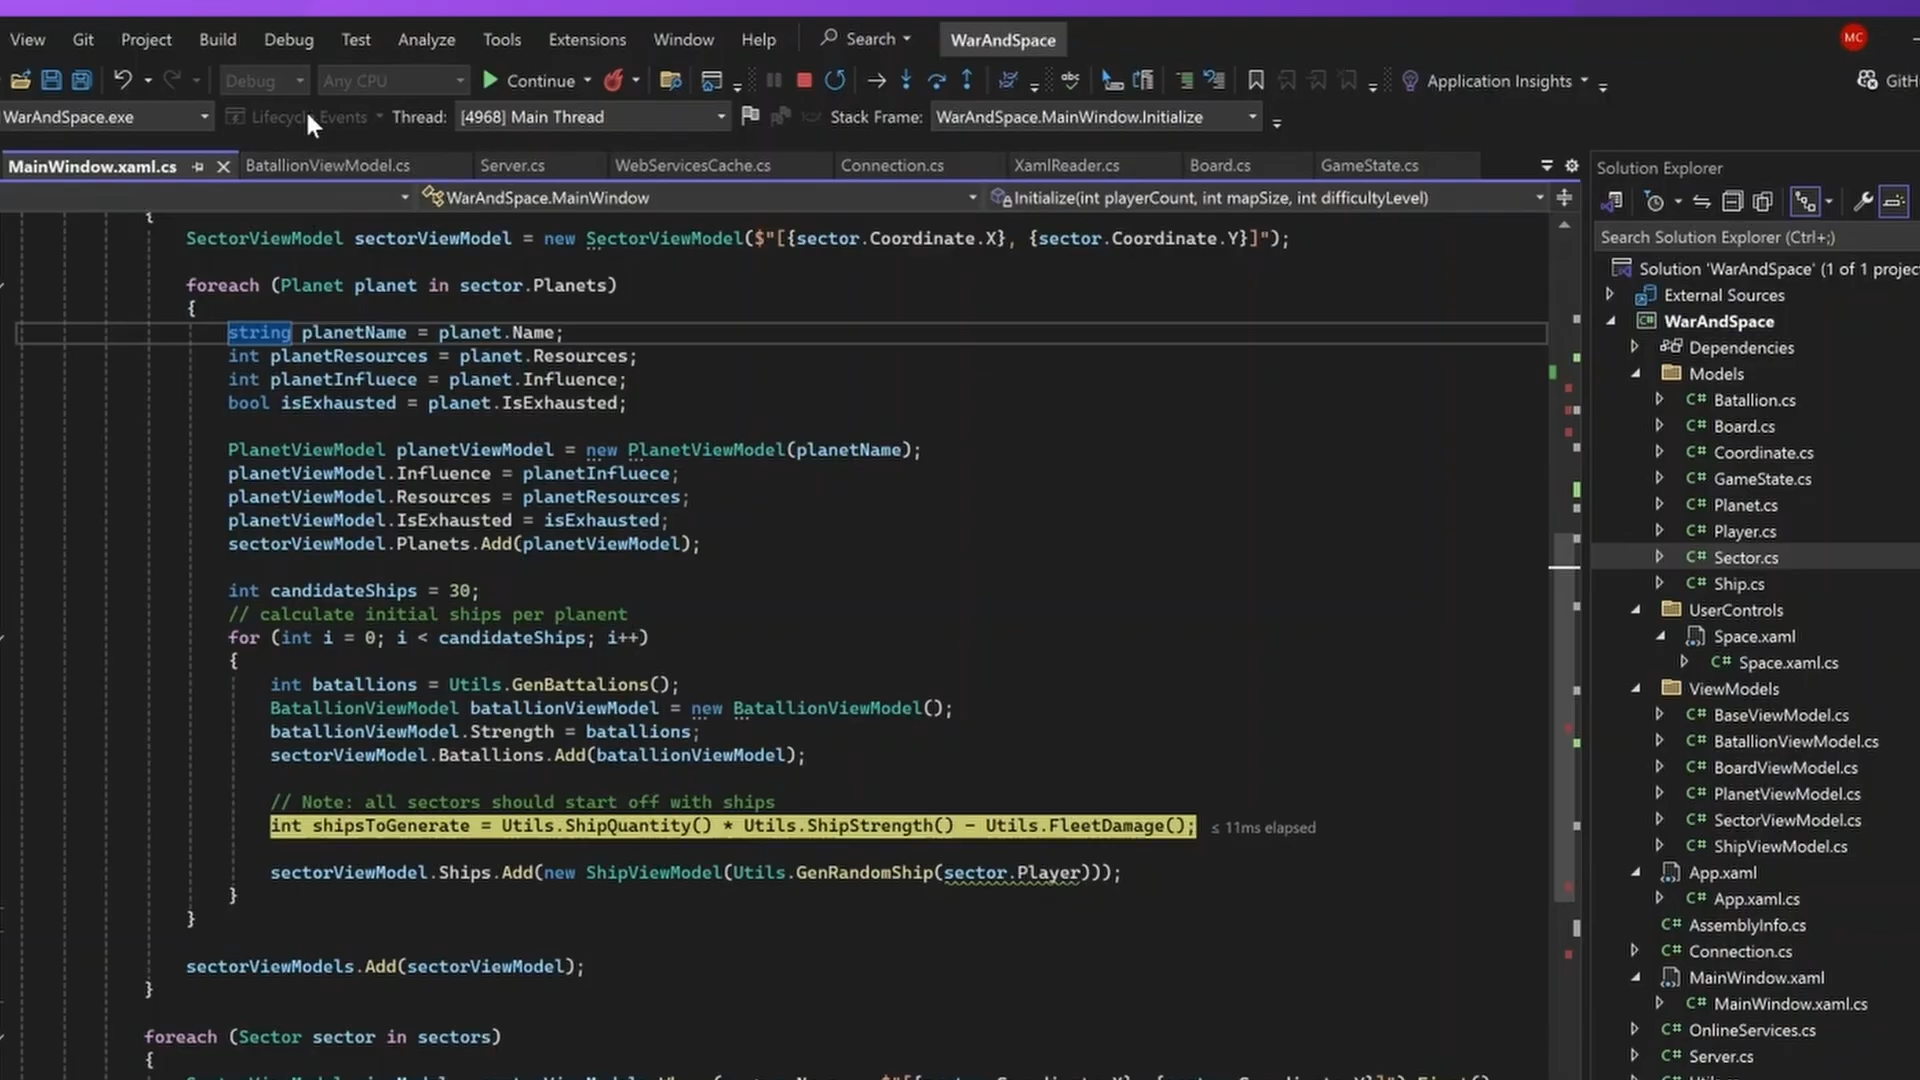 View Git Project Build Debug Test Analyze Tools Extensions Window Help Search WarAndSpace MC
Debug Any CPU Continue abc Application Insights GitH
WarAndSpace.exe Lifecycle Events Thread: [4968] Main Thread Stack Frame: WarAndSpace.MainWindow.Initialize
MainWindow.xaml.cs BatallionViewModel.cs Server.cs WebServicesCache.cs Connection.cs XamlReader.cs Board.cs GameState.cs
WarAndSpace.MainWindow Initialize(int playerCount, int mapSize, int difficultyLevel)
{
SectorViewModel sectorViewModel = new SectorViewModel($"[{sector.Coordinate.X}, {sector.Coordinate.Y}]");
foreach (Planet planet in sector.Planets)
{
string planetName = planet.Name;
int planetResources = planet.Resources;
int planetInfluece = planet.Influence;
bool isExhausted = planet.IsExhausted;
PlanetViewModel planetViewModel = new PlanetViewModel(planetName);
planetViewModel.Influence = planetInfluece;
planetViewModel.Resources = planetResources;
planetViewModel.IsExhausted = isExhausted;
sectorViewModel.Planets.Add(planetViewModel);
int candidateShips = 30;
// calculate initial ships per planent
for (int i = 0; i < candidateShips; i++)
{
int batallions = Utils.GenBattalions();
BatallionViewModel batallionViewModel = new BatallionViewModel();
batallionViewModel.Strength = batallions;
sectorViewModel.Batallions.Add(batallionViewModel);
// Note: all sectors should start off with ships
int shipsToGenerate = Utils.ShipQuantity() * Utils.ShipStrength() - Utils.FleetDamage(); ≤ 11ms elapsed
sectorViewModel.Ships.Add(new ShipViewModel(Utils.GenRandomShip(sector.Player)));
}
}
sectorViewModels.Add(sectorViewModel);
}
foreach (Sector sector in sectors)
{
Solution Explorer
Search Solution Explorer (Ctrl+;)
Solution 'WarAndSpace' (1 of 1 project
External Sources
C# WarAndSpace
Dependencies
Models
C# Batallion.cs
C# Board.cs
C# Coordinate.cs
C# GameState.cs
C# Planet.cs
C# Player.cs
C# Sector.cs
C# Ship.cs
UserControls
Space.xaml
C# Space.xaml.cs
ViewModels
C# BaseViewModel.cs
C# BatallionViewModel.cs
C# BoardViewModel.cs
C# PlanetViewModel.cs
C# SectorViewModel.cs
C# ShipViewModel.cs
App.xaml
C# App.xaml.cs
C# AssemblyInfo.cs
C# Connection.cs
MainWindow.xaml
C# MainWindow.xaml.cs
C# OnlineServices.cs
C# Server.cs